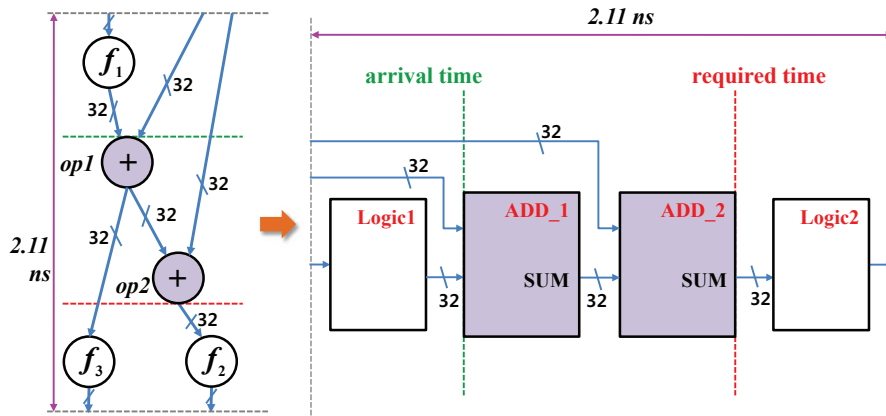 2.11 ns
f1
32
32
arrival time
required time
32
op1
+
32
32
32
32
Logic1
ADD_1
ADD_2
Logic2
2.11
ns
+
op2
SUM
SUM
32
32
32
32
f3
f2